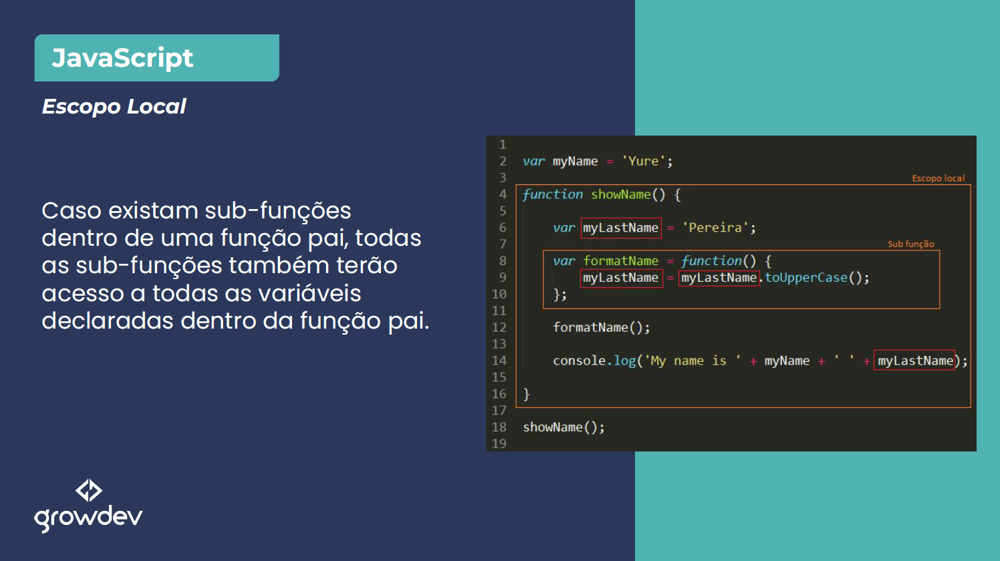 JavaScript
Escopo Local
Caso existam sub-funções
dentro de uma função pai, todas
as sub-funções também terão
acesso a todas as variáveis
declaradas dentro da função pai.
1
2 var myName = 'Yure';
3
Escopo local
4 function showName() {
5
6 var myLastName = 'Pereira';
7
Sub função
8 var formatName = function() {
9 myLastName = myLastName.toUpperCase();
10 };
11
12 formatName();
13
14 console.log('My name is ' + myName + ' ' + myLastName);
15
16 }
17
18 showName();
19
growdev